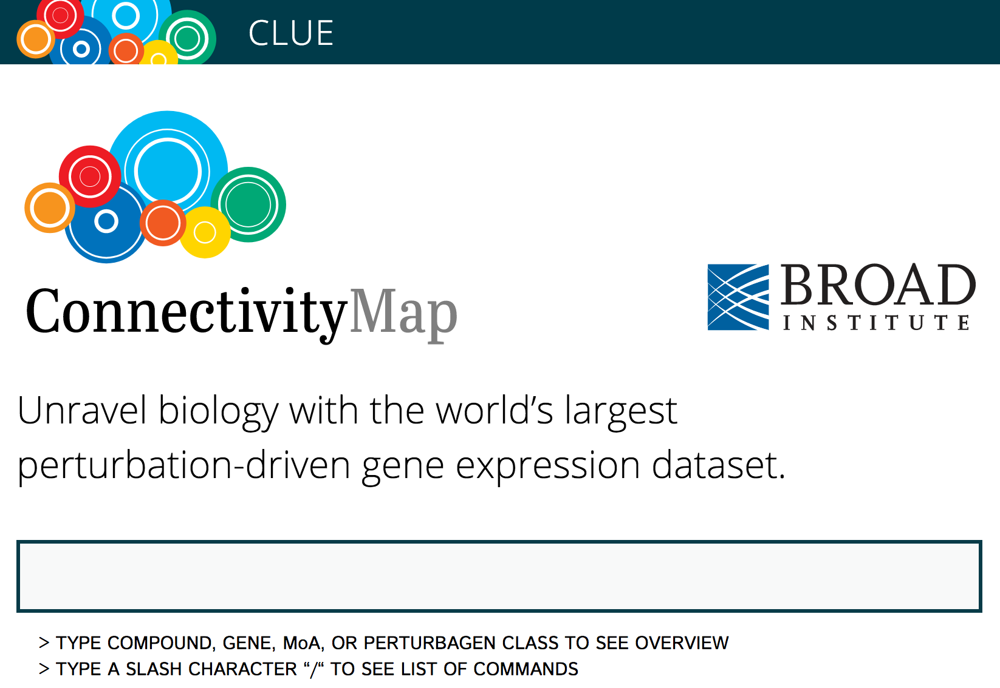 CLUE
ConnectivityMap
BROAD
INSTITUTE
Unravel biology with the world’s largest
perturbation-driven gene expression dataset.
> TYPE COMPOUND, GENE, MoA, OR PERTURBAGEN CLASS TO SEE OVERVIEW
> TYPE A SLASH CHARACTER “/“ TO SEE LIST OF COMMANDS